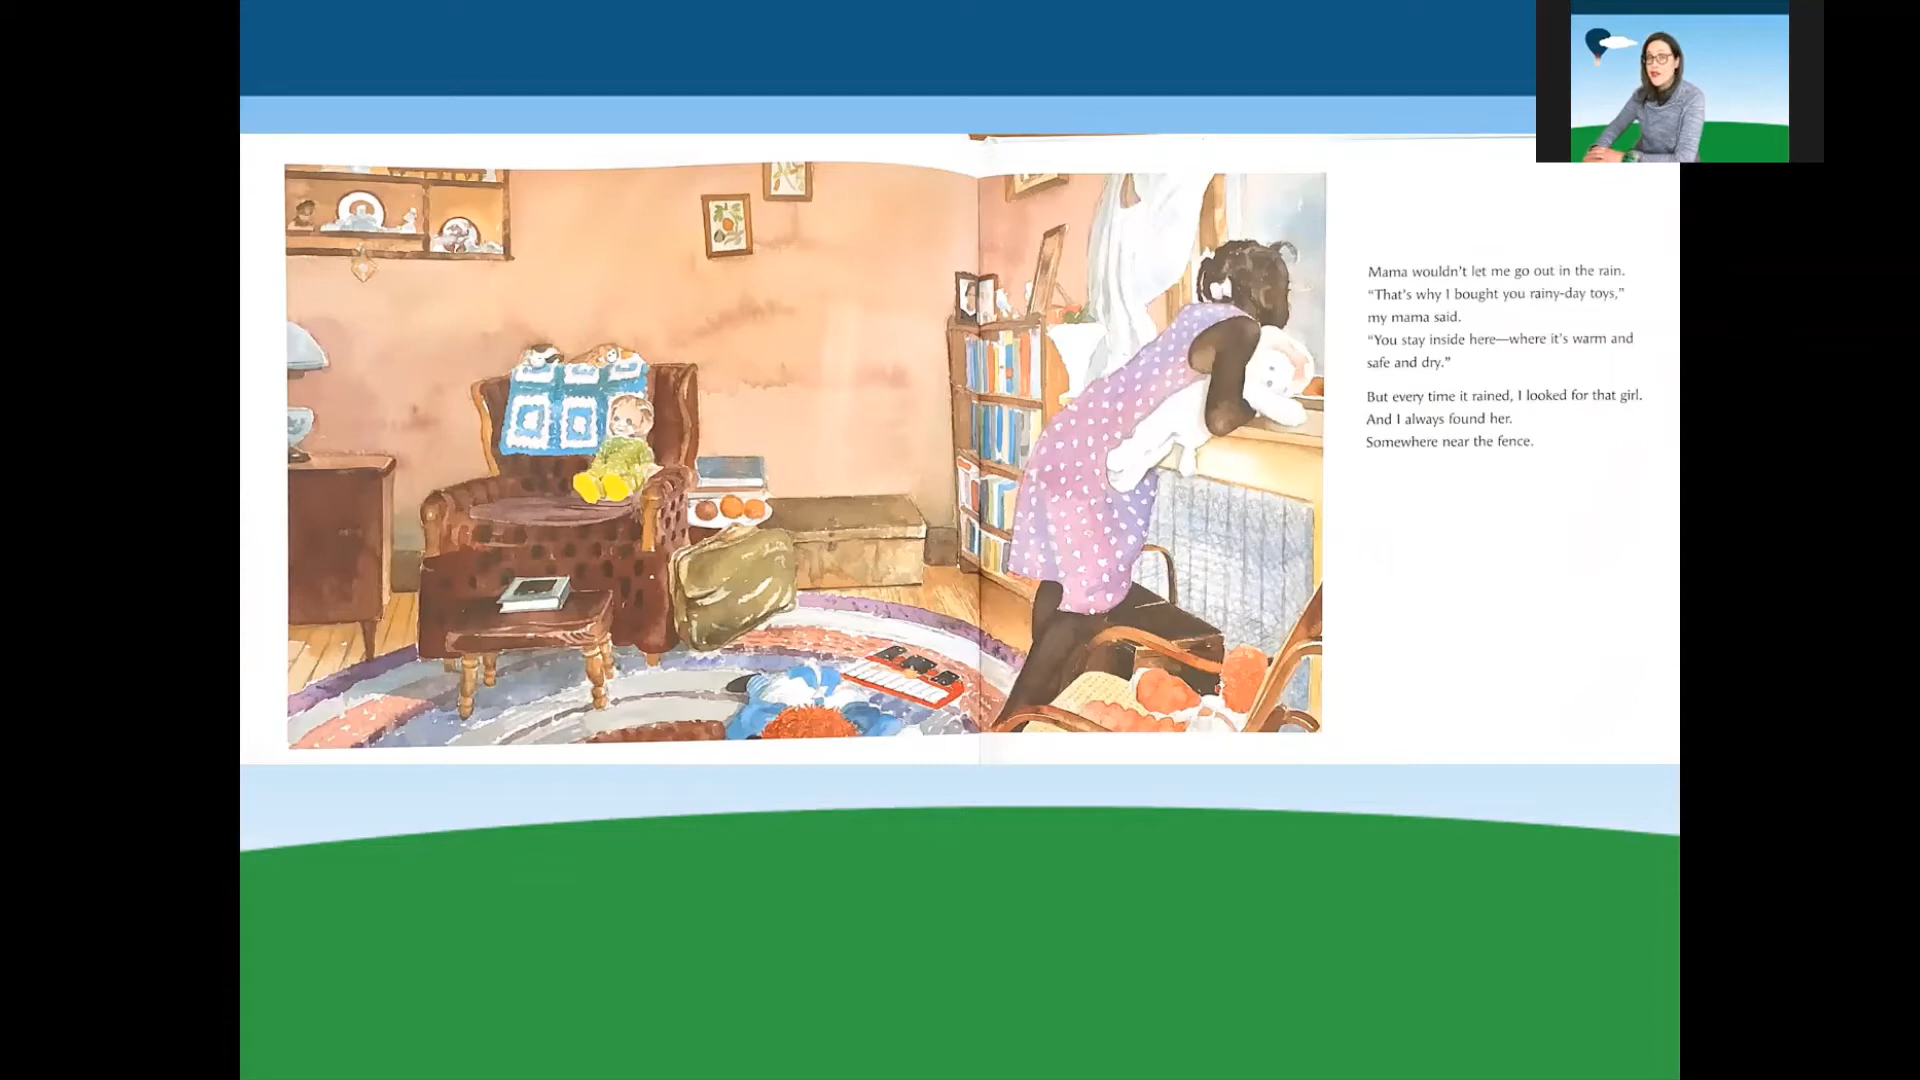 Mama wouldn't let me go out in the rain.
“That's why I bought you rainy-day toys,”
my mama said.
“You stay inside here—where it's warm and
safe and dry.”
But every time it rained, I looked for that girl.
And I always found her.
Somewhere near the fence.